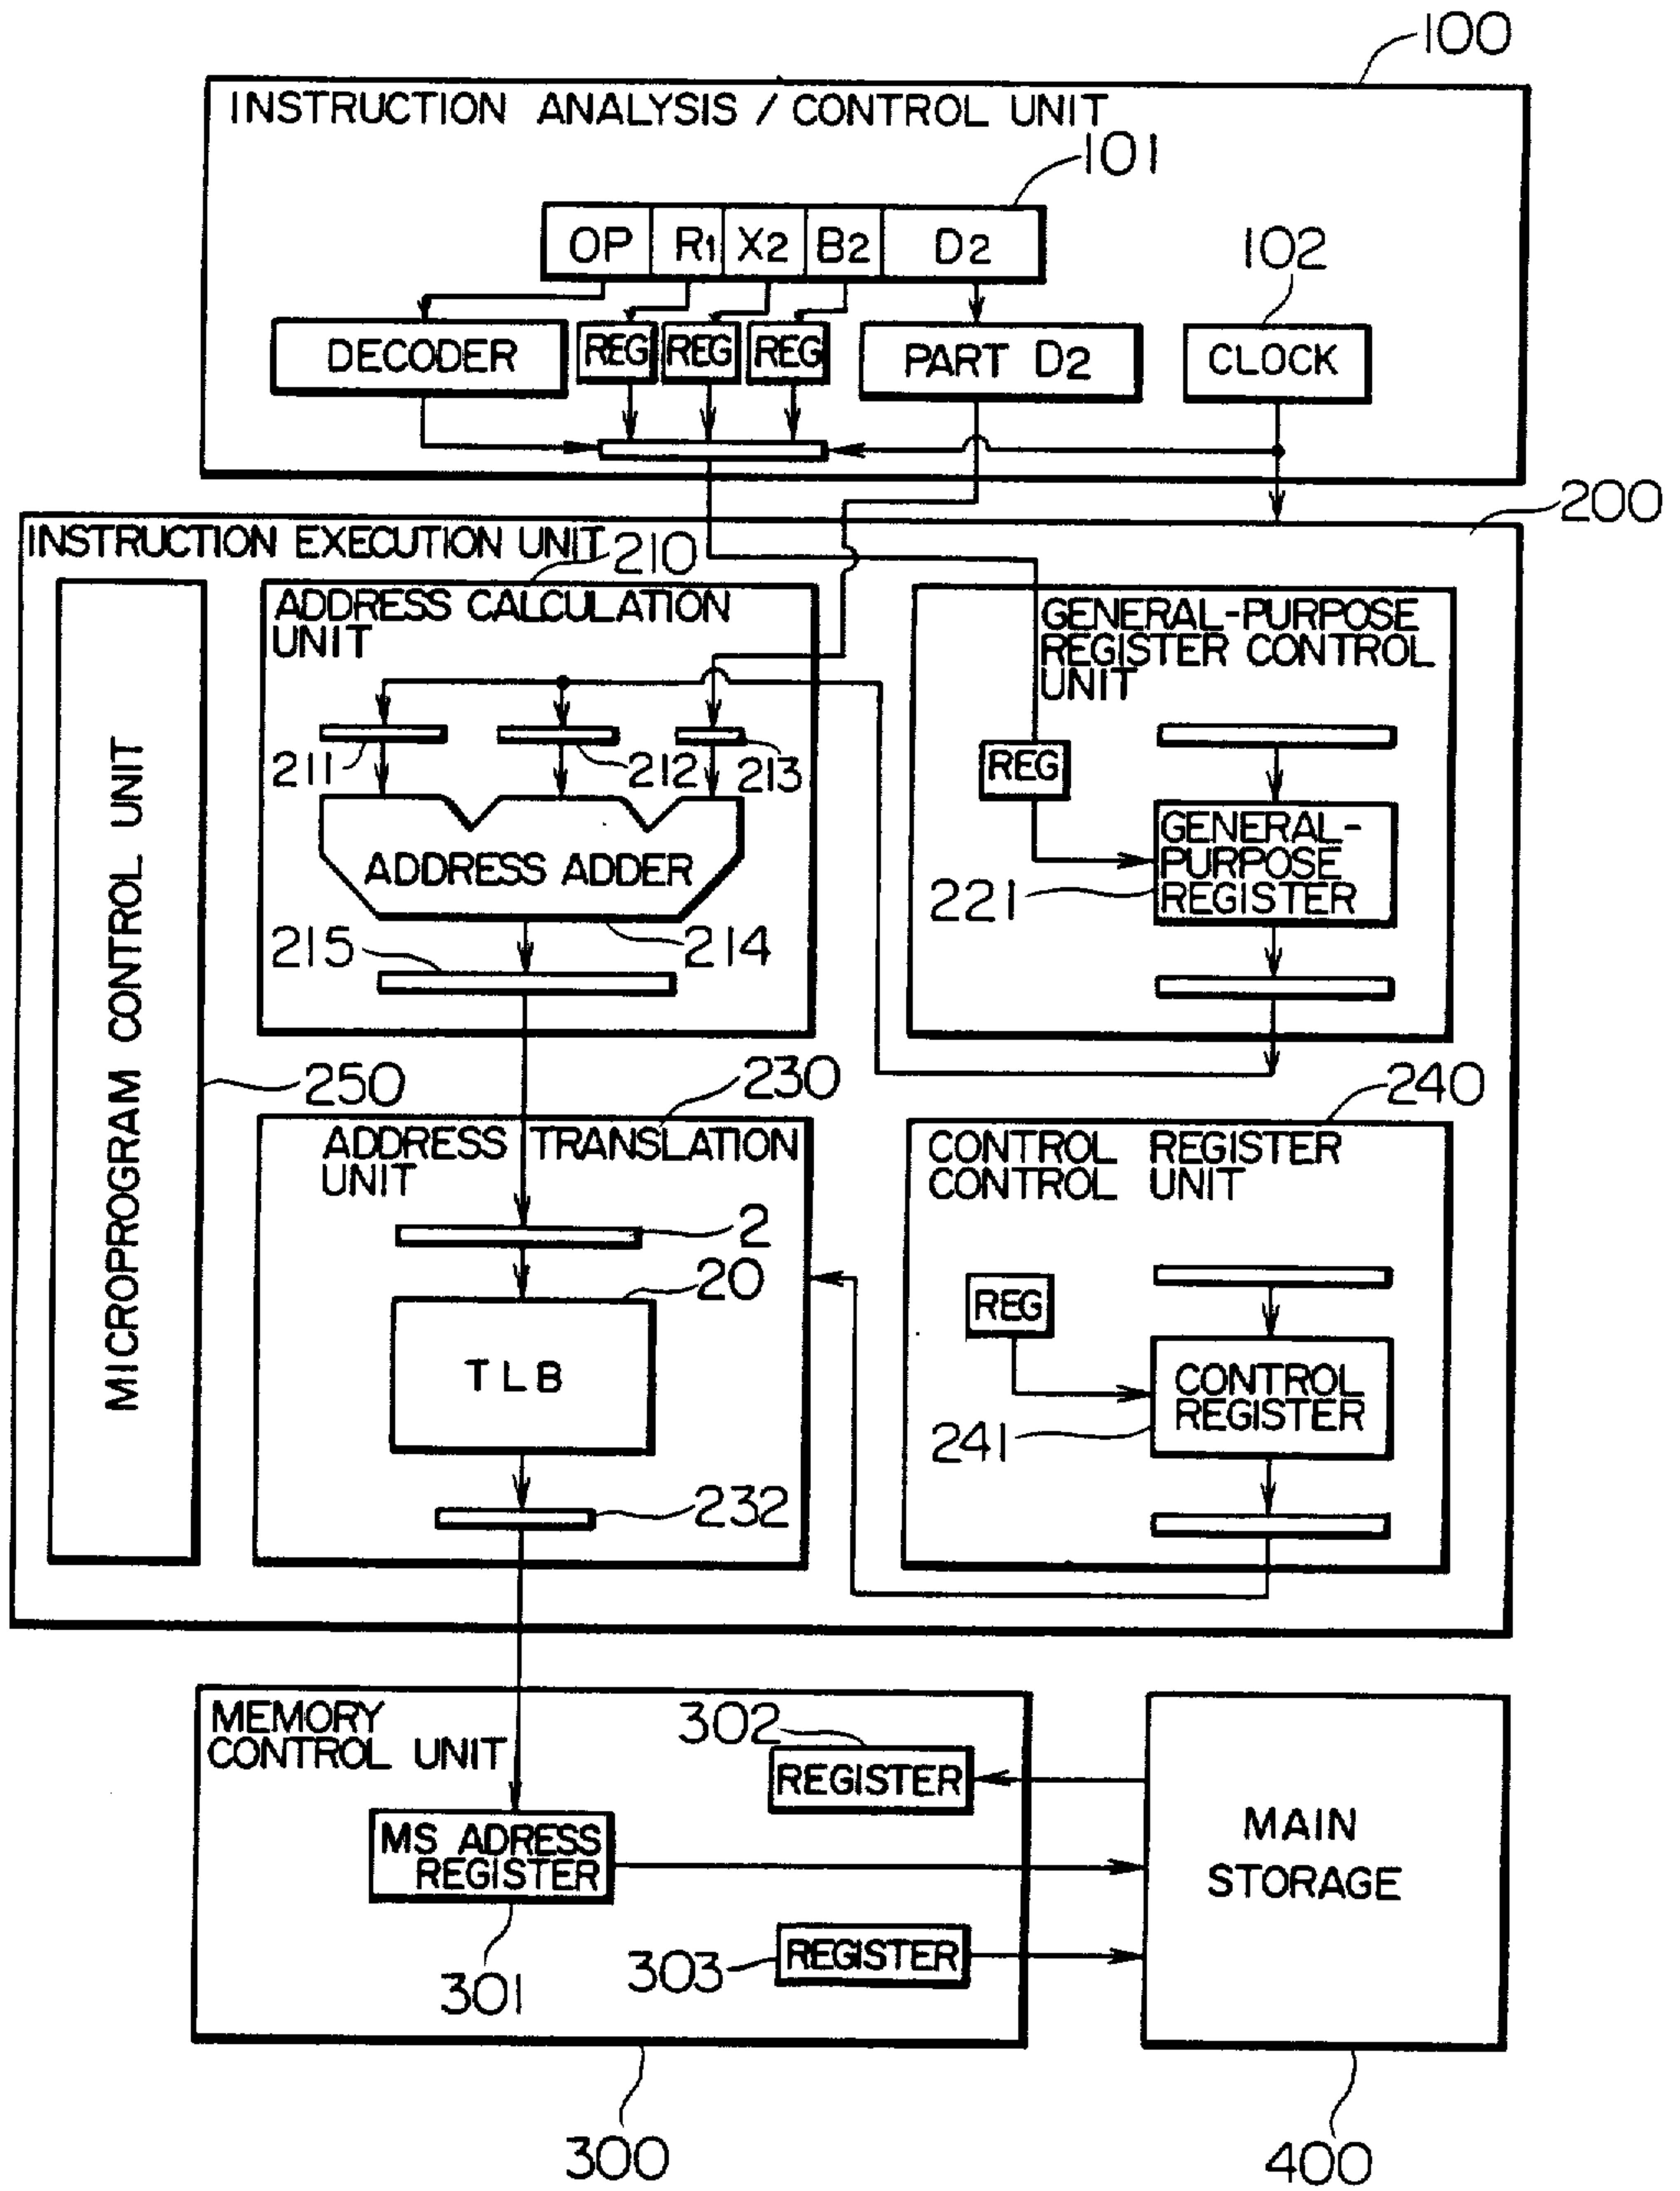 100
INSTRUCTION ANALYSIS / CONTROL UNIT
101
OP R1 X2 B2 D2
102
DECODER
REG REG REG
PART D2
CLOCK
200
INSTRUCTION EXECUTION UNIT
210
ADDRESS CALCULATION
UNIT
GENERAL-PURPOSE
REGISTER CONTROL
UNIT
211
212
213
REG
ADDRESS ADDER
GENERAL-
PURPOSE
REGISTER
221
215
214
MICROPROGRAM CONTROL UNIT
250
230
240
ADDRESS TRANSLATION
UNIT
CONTROL REGISTER
CONTROL UNIT
2
20
REG
TLB
CONTROL
REGISTER
241
232
MEMORY
CONTROL UNIT
302
REGISTER
MS ADRESS
REGISTER
MAIN
STORAGE
303
REGISTER
301
300
400